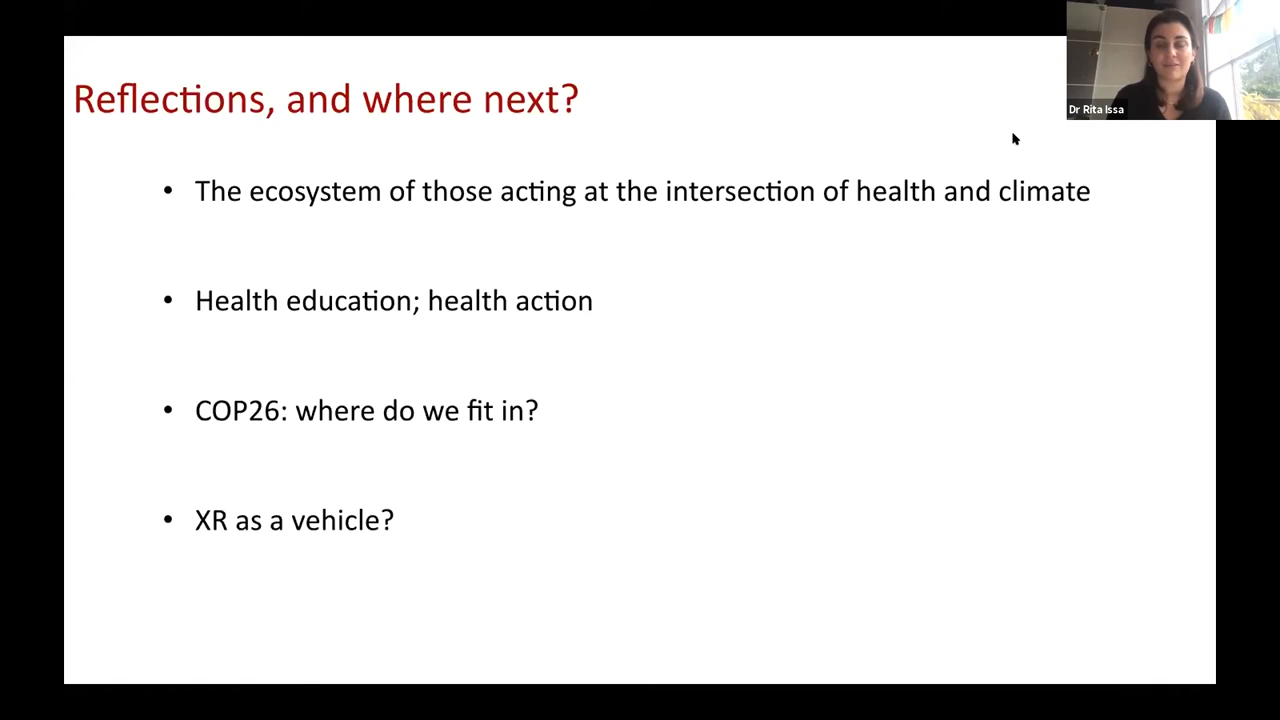 Reflections, and where next?
Dr Rita Issa
• The ecosystem of those acting at the intersection of health and climate
• Health education; health action
• COP26: where do we fit in?
• XR as a vehicle?